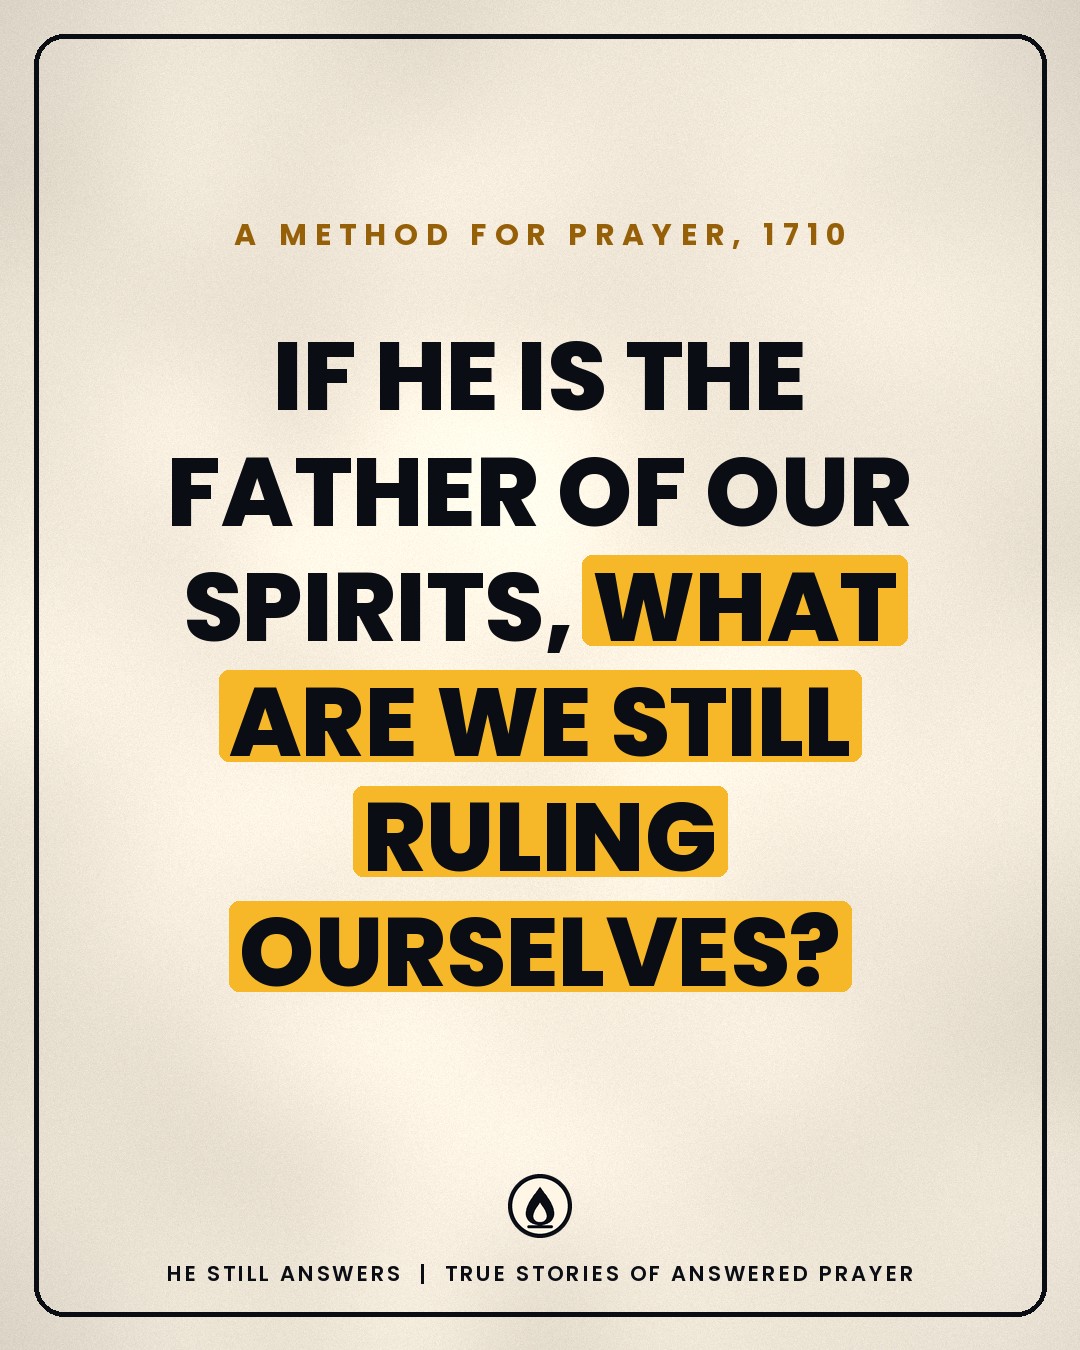 A METHOD FOR PRAYER, 1710
IF HE IS THE
FATHER OF OUR
SPIRITS, WHAT
ARE WE STILL
RULING
OURSELVES?
HE STILL ANSWERS | TRUE STORIES OF ANSWERED PRAYER